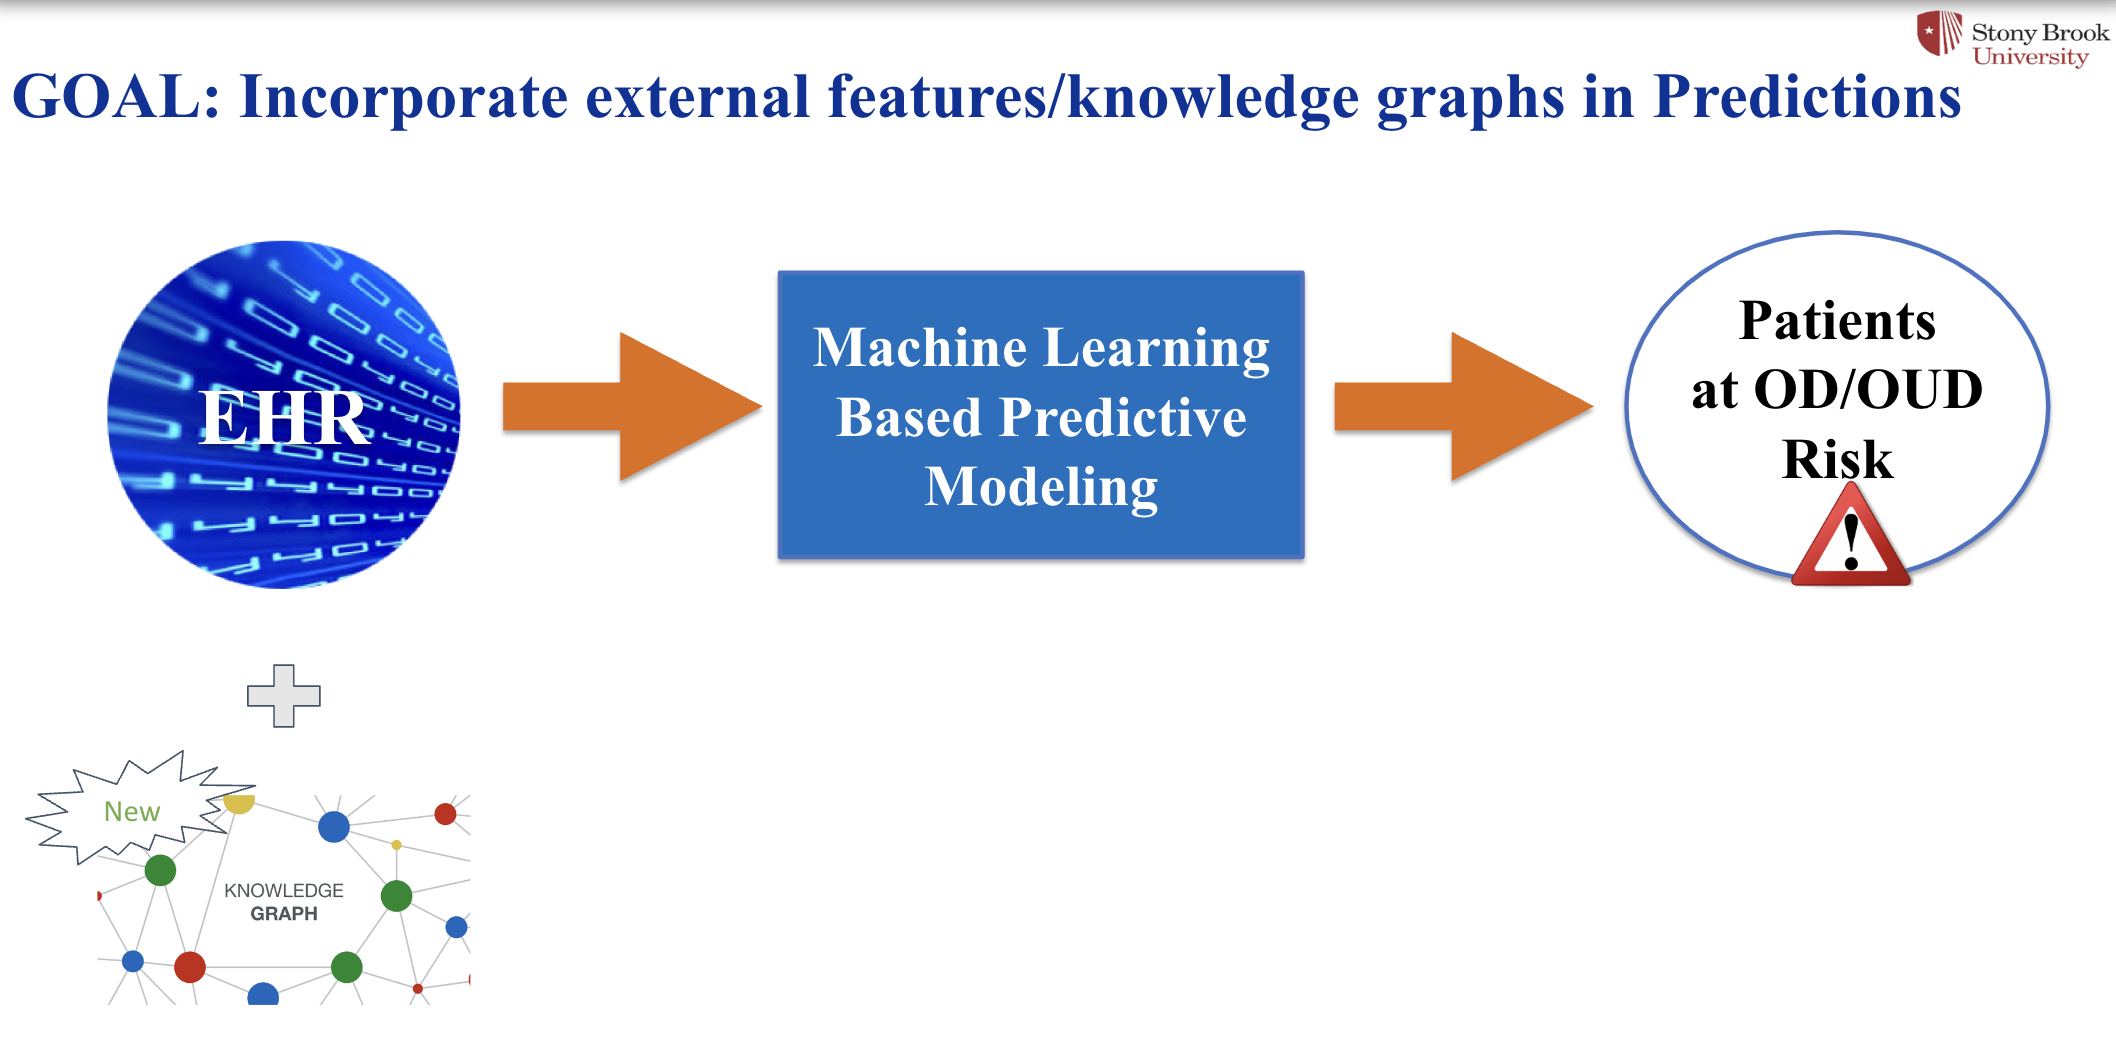 Stony Brook
University
GOAL: Incorporate external features/knowledge graphs in Predictions
EHR
Machine Learning
Based Predictive
Modeling
Patients
at OD/OUD
Risk
!
New
KNOWLEDGE
GRAPH